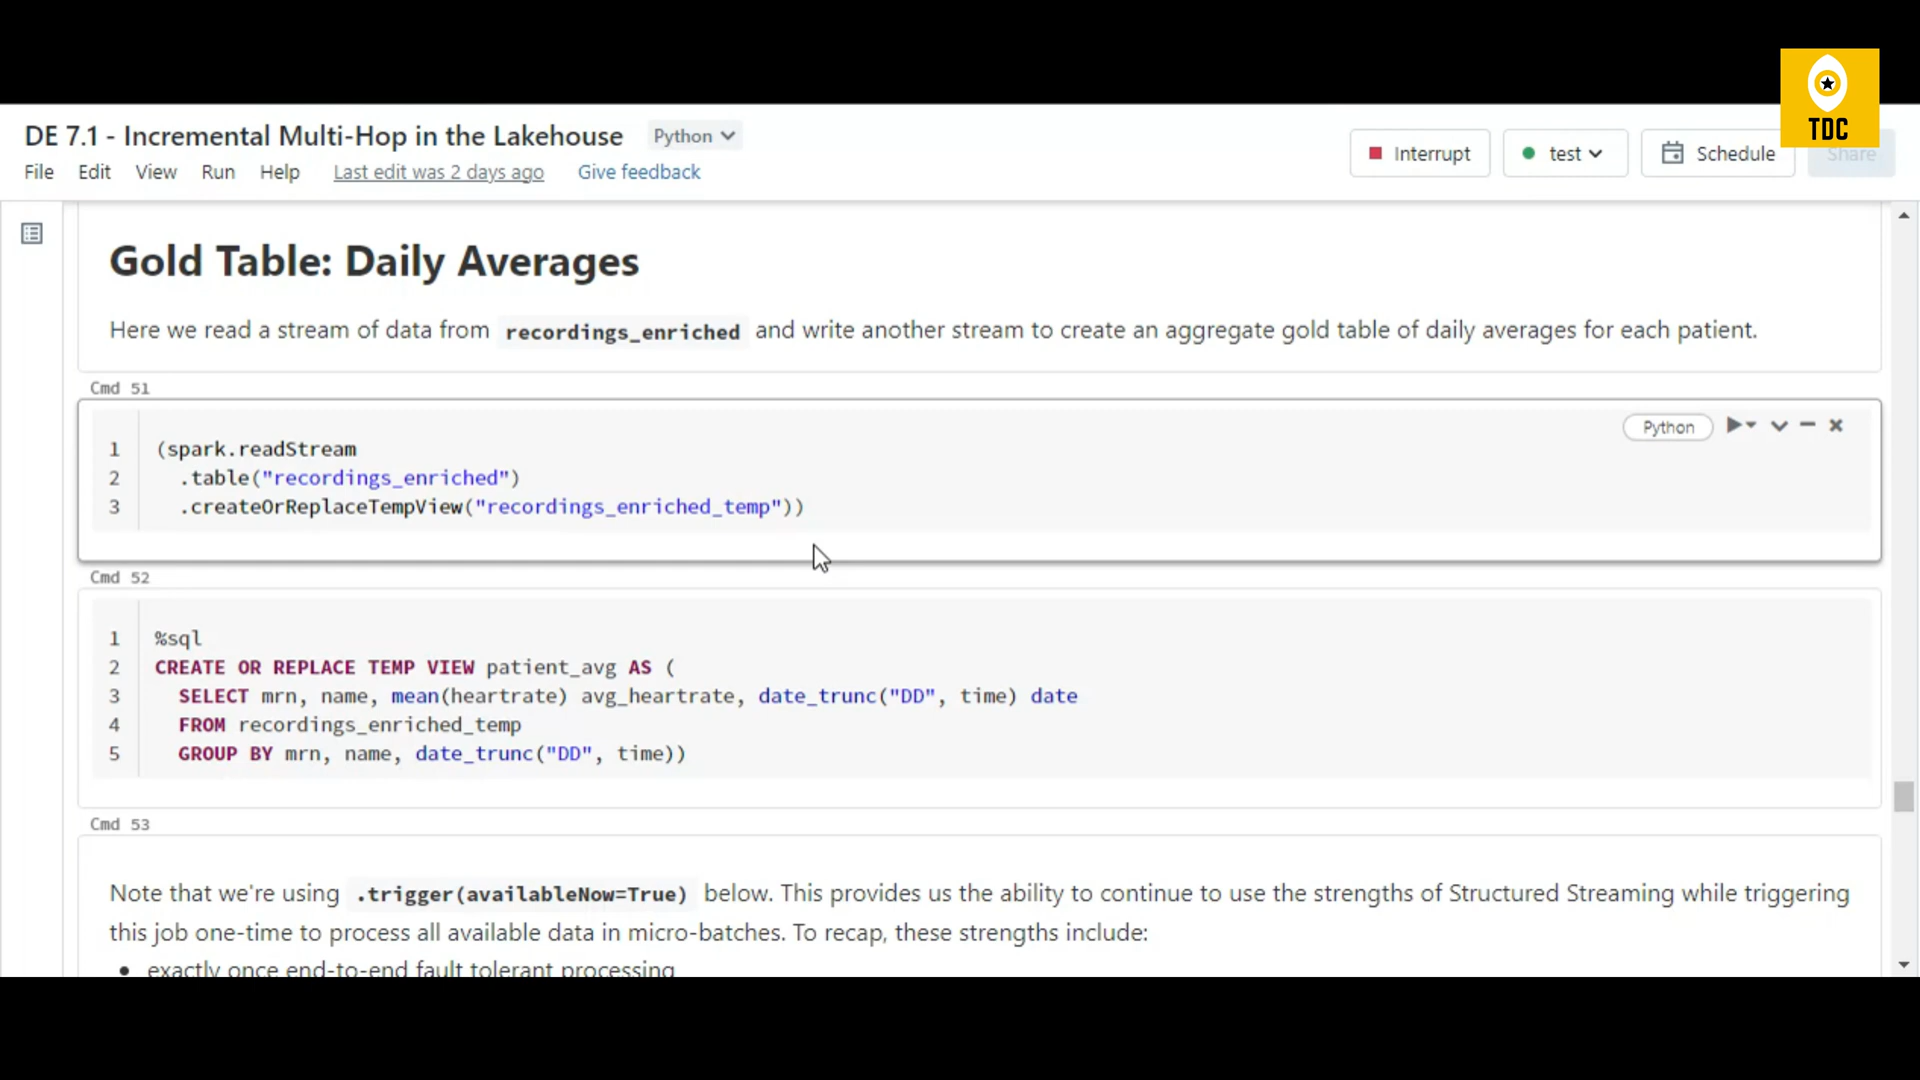 TDC
DE 7.1 - Incremental Multi-Hop in the Lakehouse Python
File Edit View Run Help Last edit was 2 days ago Give feedback
Interrupt test Schedule Share
Gold Table: Daily Averages
Here we read a stream of data from recordings_enriched and write another stream to create an aggregate gold table of daily averages for each patient.
Cmd 51
Python
1 (spark.readStream
2 .table("recordings_enriched")
3 .createOrReplaceTempView("recordings_enriched_temp"))
Cmd 52
1 %sql
2 CREATE OR REPLACE TEMP VIEW patient_avg AS (
3 SELECT mrn, name, mean(heartrate) avg_heartrate, date_trunc("DD", time) date
4 FROM recordings_enriched_temp
5 GROUP BY mrn, name, date_trunc("DD", time))
Cmd 53
Note that we're using .trigger(availableNow=True) below. This provides us the ability to continue to use the strengths of Structured Streaming while triggering
this job one-time to process all available data in micro-batches. To recap, these strengths include:
• exactly once end-to-end fault tolerant processing